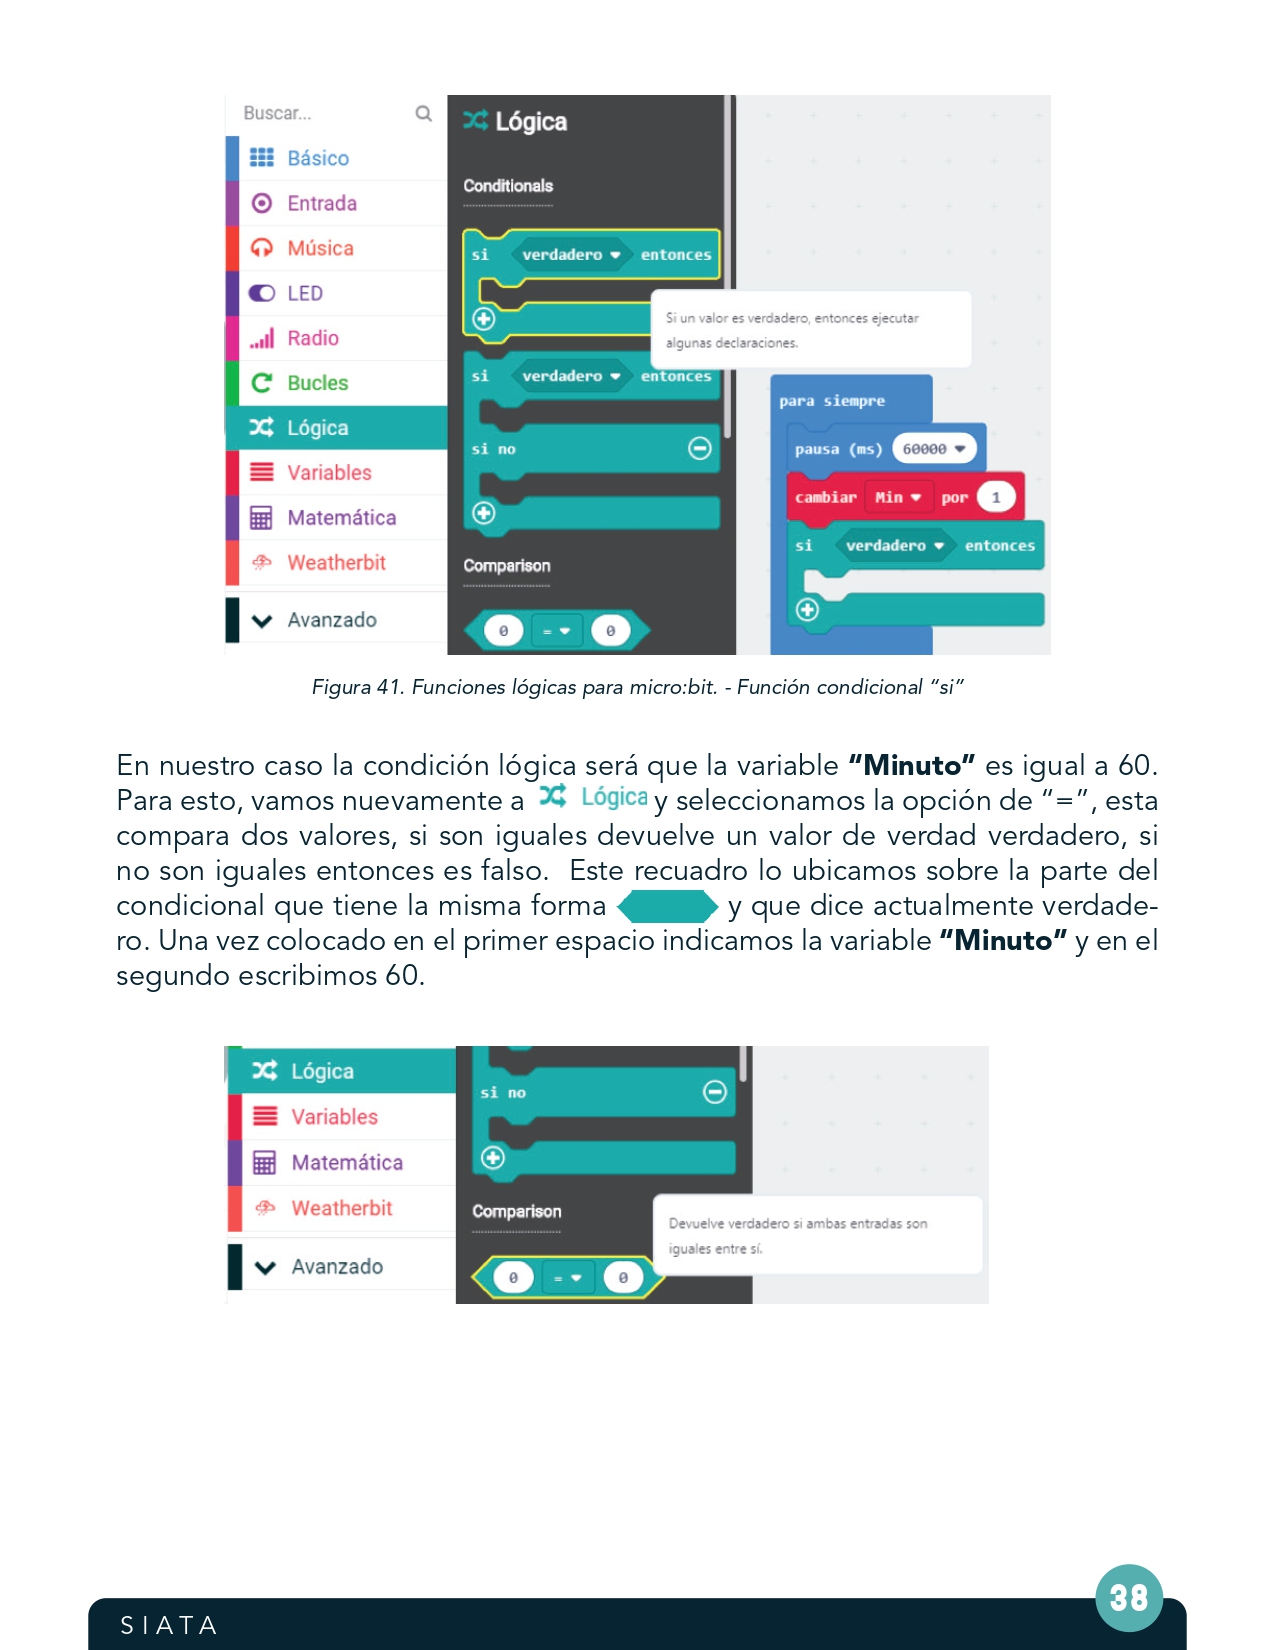 Buscar...
Básico
Entrada
Música
LED
Radio
Bucles
Lógica
Variables
Matemática
Weatherbit
Avanzado
Lógica
Conditionals
si verdadero entonces
si verdadero entonces
si no
Comparison
0 = 0
Si un valor es verdadero, entonces ejecutar
algunas declaraciones.
para siempre
pausa (ms) 60000
cambiar Min por 1
si verdadero entonces
Figura 41. Funciones lógicas para micro:bit. - Función condicional “si”
En nuestro caso la condición lógica será que la variable “Minuto” es igual a 60.
Para esto, vamos nuevamente a Lógica y seleccionamos la opción de “=”, esta
compara dos valores, si son iguales devuelve un valor de verdad verdadero, si
no son iguales entonces es falso. Este recuadro lo ubicamos sobre la parte del
condicional que tiene la misma forma y que dice actualmente verdade-
ro. Una vez colocado en el primer espacio indicamos la variable “Minuto” y en el
segundo escribimos 60.
Lógica
Variables
Matemática
Weatherbit
Avanzado
si no
Comparison
0 = 0
Devuelve verdadero si ambas entradas son
iguales entre sí.
38
SIATA